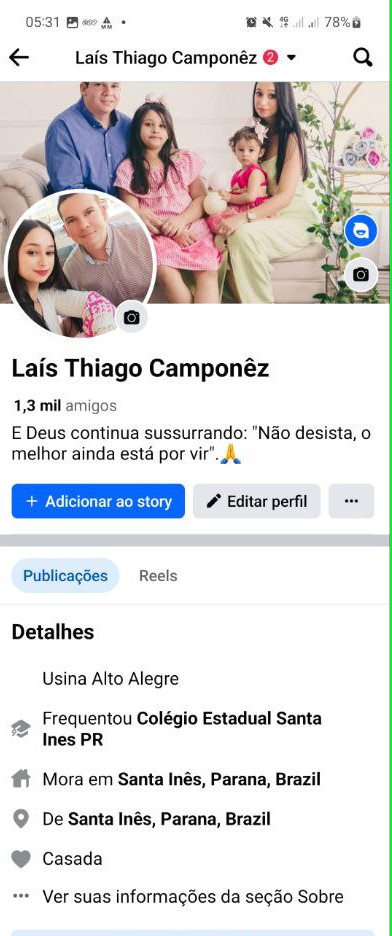 05:31
4G
78%
Laís Thiago Camponêz 2
Laís Thiago Camponêz
1,3 mil amigos
E Deus continua sussurrando: "Não desista, o
melhor ainda está por vir".🙏
+ Adicionar ao story
Editar perfil
...
Publicações
Reels
Detalhes
Usina Alto Alegre
Frequentou Colégio Estadual Santa
Ines PR
Mora em Santa Inês, Parana, Brazil
De Santa Inês, Parana, Brazil
Casada
... Ver suas informações da seção Sobre